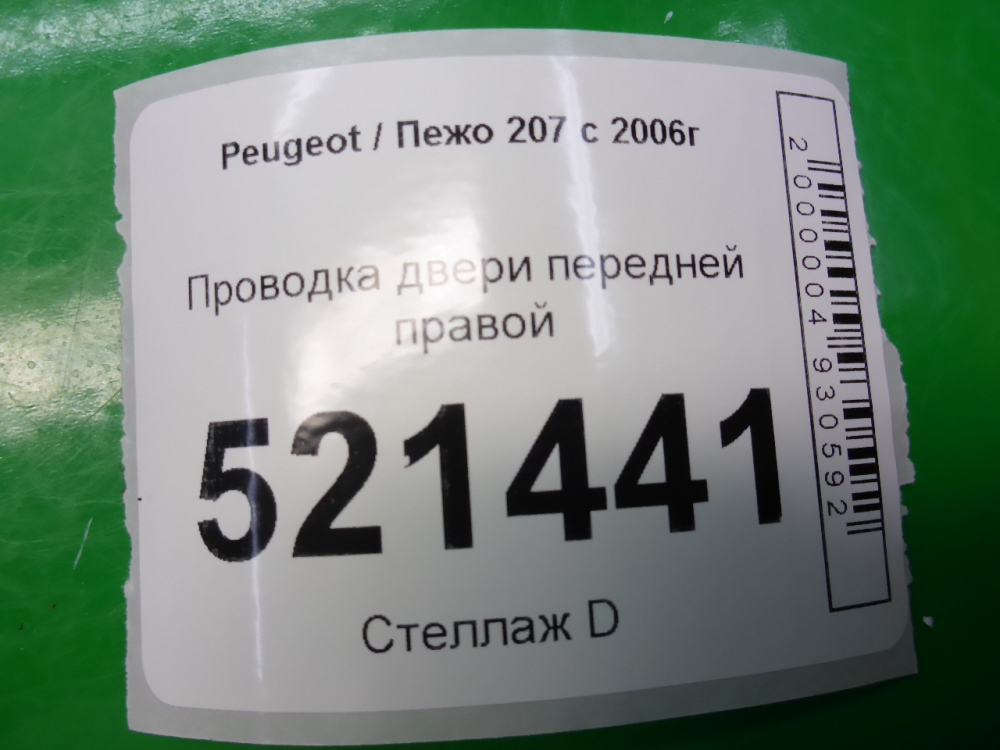 Peugeot / Пежо 207 с 2006г
Проводка двери передней
правой
521441
Стеллаж D
2000004930592